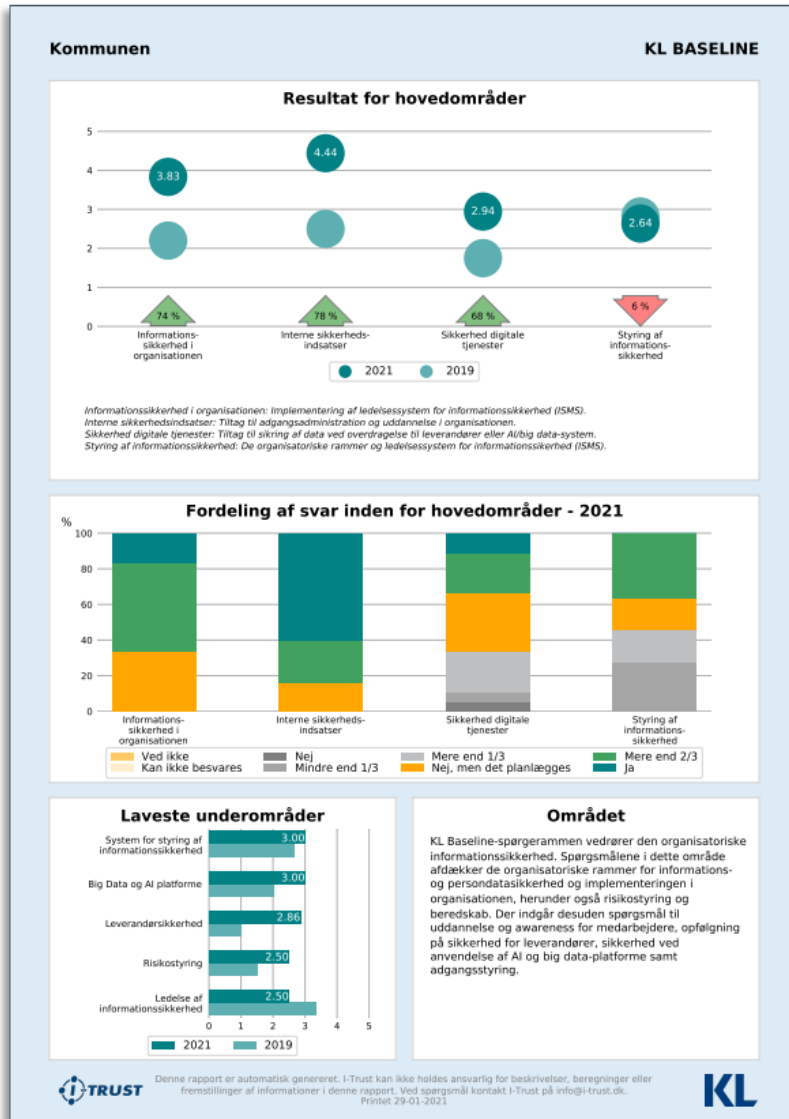 Kommunen
KL BASELINE
Resultat for hovedområder
5
4
3
2
1
0
3.83
4.44
2.94
2.64
74 %
78 %
68 %
6 %
Informations-
sikkerhed i
organisationen
Interne sikkerheds-
indsatser
Sikkerhed digitale
tjenester
Styring af
informations-
sikkerhed
2021
2019
Informationssikkerhed i organisationen: Implementering af ledelsessystem for informationssikkerhed (ISMS).
Interne sikkerhedsindsatser: Tiltag til adgangsadministration og uddannelse i organisationen.
Sikkerhed digitale tjenester: Tiltag til sikring af data ved overdragelse til leverandører eller AI/big data-system.
Styring af informationssikkerhed: De organisatoriske rammer og ledelsessystem for informationssikerhed (ISMS).
Fordeling af svar inden for hovedområder - 2021
%
100
80
60
40
20
0
Informations-
sikkerhed i
organisationen
Interne sikkerheds-
indsatser
Sikkerhed digitale
tjenester
Styring af
informations-
sikkerhed
Ved ikke
Kan ikke besvares
Nej
Mindre end 1/3
Mere end 1/3
Nej, men det planlægges
Mere end 2/3
Ja
Laveste underområder
System for styring af
informationssikkerhed
3.00
Big Data og AI platforme
3.00
Leverandørsikkerhed
2.86
Risikostyring
2.50
Ledelse af
informationssikkerhed
2.50
0 1 2 3 4 5
2021
2019
Området
KL Baseline-spørgerammen vedrører den organisatoriske
informationssikkerhed. Spørgsmålene i dette område
afdækker de organisatoriske rammer for informations-
og persondatasikkerhed og implementeringen i
organisationen, herunder også risikostyring og
beredskab. Der indgår desuden spørgsmål til
uddannelse og awareness for medarbejdere, opfølgning
på sikkerhed for leverandører, sikkerhed ved
anvendelse af AI og big data-platforme samt
adgangsstyring.
i TRUST
Denne rapport er automatisk genereret. I-Trust kan ikke holdes ansvarlig for beskrivelser, beregninger eller
fremstillinger af informationer i denne rapport. Ved spørgsmål kontakt I-Trust på info@i-trust.dk.
Printet 29-01-2021
KL